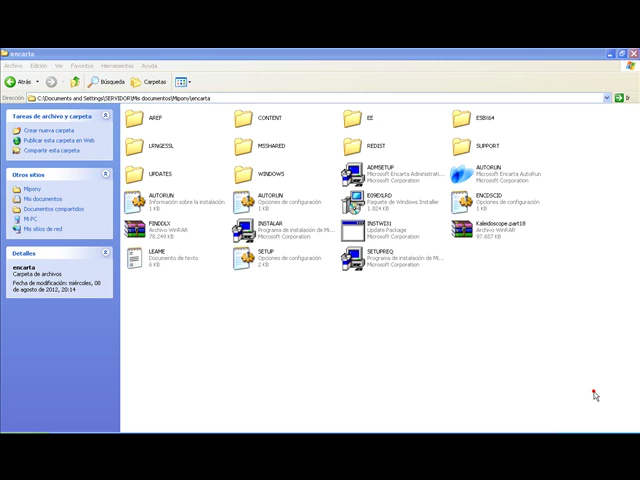 encarta
Archivo Edición Ver Favoritos Herramientas Ayuda
Atrás Búsqueda Carpetas
Dirección C:\Documents and Settings\SERVIDOR\Mis documentos\Mipony\encarta Ir
Tareas de archivo y carpeta
Crear nueva carpeta
Publicar esta carpeta en Web
Compartir esta carpeta
Otros sitios
Mipony
Mis documentos
Documentos compartidos
Mi PC
Mis sitios de red
Detalles
encarta
Carpeta de archivos
Fecha de modificación: miércoles, 08
de agosto de 2012, 20:14
AREF CONTENT EE ESBX64
LRNGESSL MSSHARED REDIST SUPPORT
UPDATES WINDOWS
ADMSETUP
Microsoft Encarta Administrati...
Microsoft Corporation
AUTORUN
Microsoft Encarta AutoRun
Microsoft Corporation
AUTORUN
Información sobre la instalación
1 KB
AUTORUN
Opciones de configuración
1 KB
Paquete de Windows Installer
1.824 KB
ENCDSCID
Opciones de configuración
1 KB
FINDDLX
Archivo WinRAR
78.249 KB
INSTALAR
Programa de instalación de Mi...
Microsoft Corporation
INSTWI31
Update Package
Microsoft Corporation
Kaleidoscope.part18
Archivo WinRAR
97.657 KB
LEAME
Documento de texto
6 KB
SETUP
Opciones de configuración
2 KB
SETUPREQ
Programa de instalación de Mi...
Microsoft Corporation